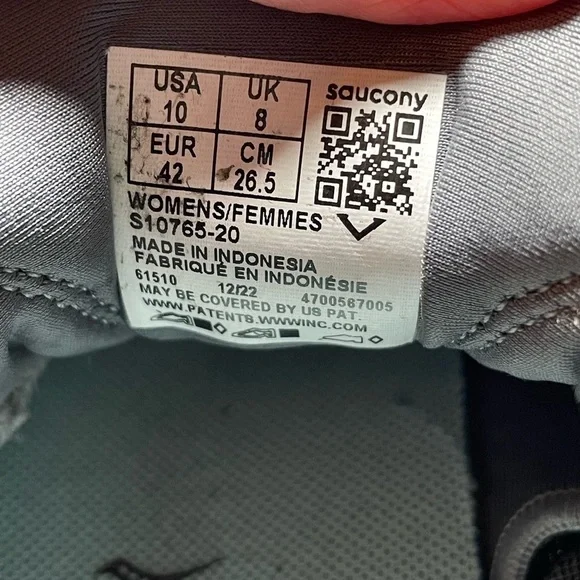 USA UK
10 8
EUR CM
42 26.5
saucony
WOMENS/FEMMES
S10765-20
MADE IN INDONESIA
FABRIQUÉ EN INDONÉSIE
61510 12/22 4700567005
MAY BE COVERED BY US PAT.
WWW.PATENTS.WWWINC.COM